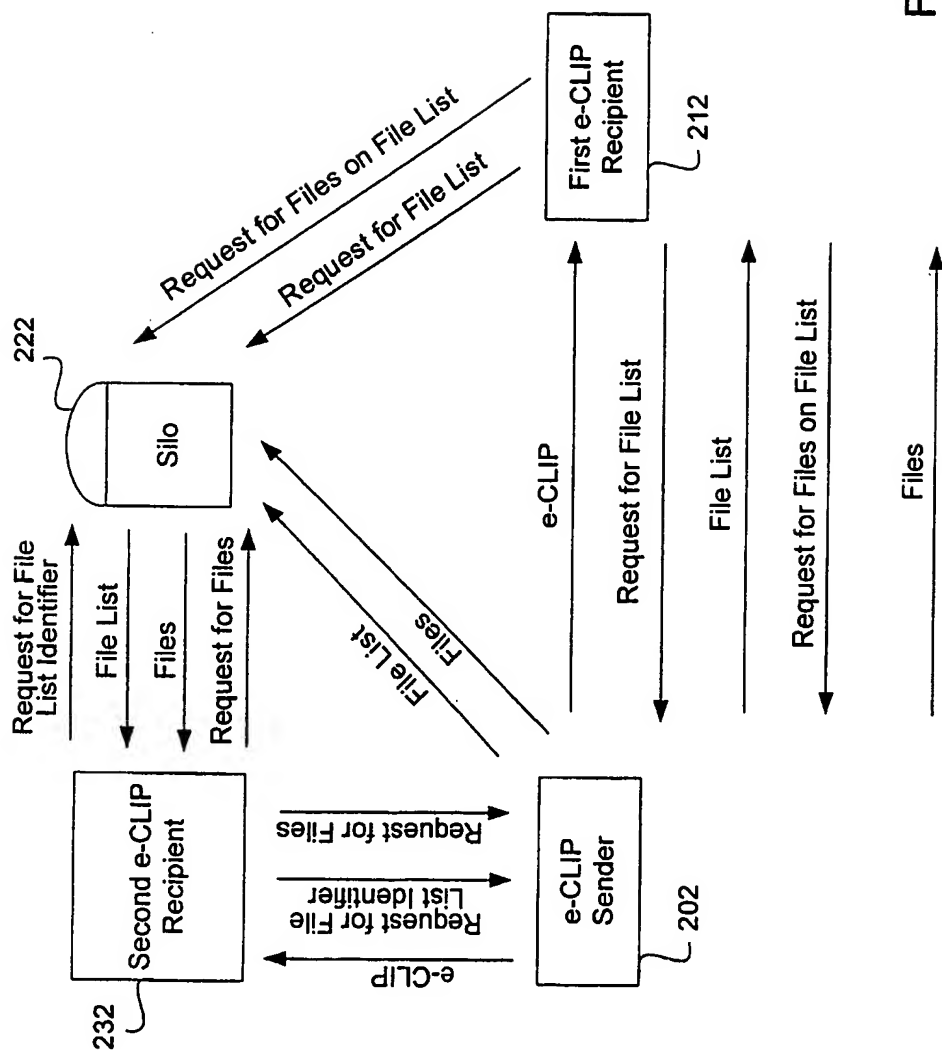 232
Second e-CLIP
Recipient
Request for File
List Identifier
File List
Files
Request for Files
222
Silo
Request for Files on File List
Request for File List
e-CLIP
Request for File
List Identifier
Request for Files
File List
Files
e-CLIP
Sender
202
e-CLIP
Request for File List
File List
Request for Files on File List
Files
First e-CLIP
Recipient
212
F